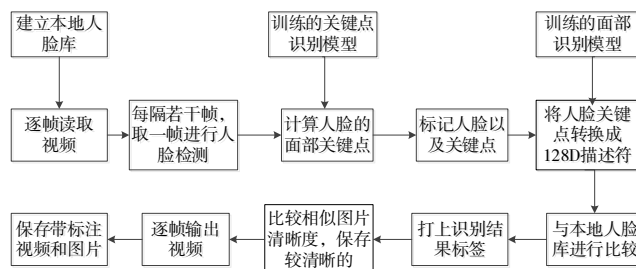 建立本地人
脸库
训练的关键点
识别模型
训练的面部
识别模型
逐帧读取
视频
每隔若干帧，
取一帧进行人
脸检测
计算人脸的
面部关键点
标记人脸以
及关键点
将人脸关键
点转换成
128D描述符
与本地人脸
库进行比较
打上识别结
果标签
比较相似图片
清晰度，保存
较清晰的
逐帧输出
视频
保存带标注
视频和图片